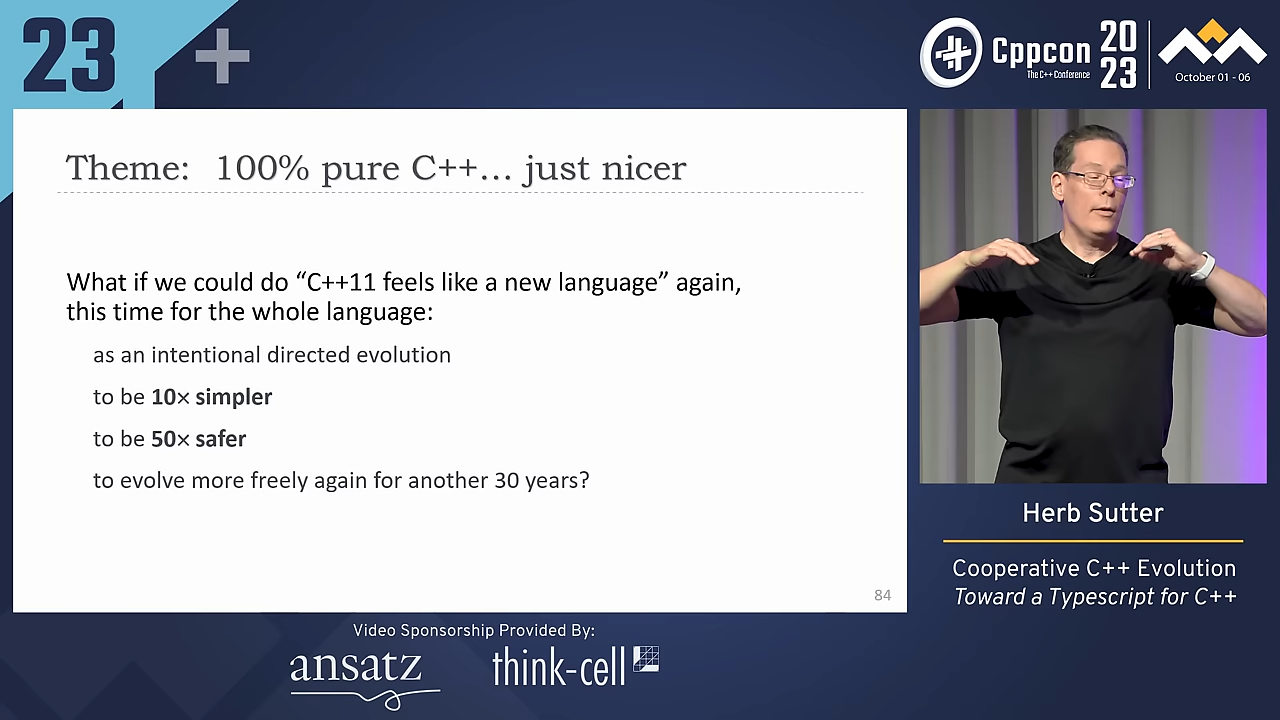 23
Cppcon
The C++ Conference
20
23
October 01 - 06
Theme: 100% pure C++… just nicer
What if we could do “C++11 feels like a new language” again,
this time for the whole language:
as an intentional directed evolution
to be 10× simpler
to be 50× safer
to evolve more freely again for another 30 years?
84
Herb Sutter
Cooperative C++ Evolution
Toward a Typescript for C++
Video Sponsorship Provided By:
ansatz
think-cell